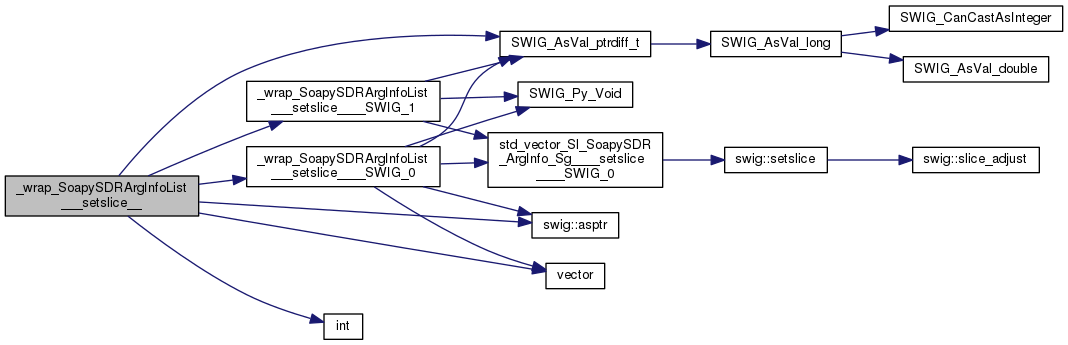 _wrap_SoapySDRArgInfoList
___setslice__
_wrap_SoapySDRArgInfoList
___setslice____SWIG_1
_wrap_SoapySDRArgInfoList
___setslice____SWIG_0
int
SWIG_AsVal_ptrdiff_t
SWIG_Py_Void
std_vector_Sl_SoapySDR
_ArgInfo_Sg____setslice
____SWIG_0
swig::asptr
vector
SWIG_AsVal_long
swig::setslice
SWIG_CanCastAsInteger
SWIG_AsVal_double
swig::slice_adjust